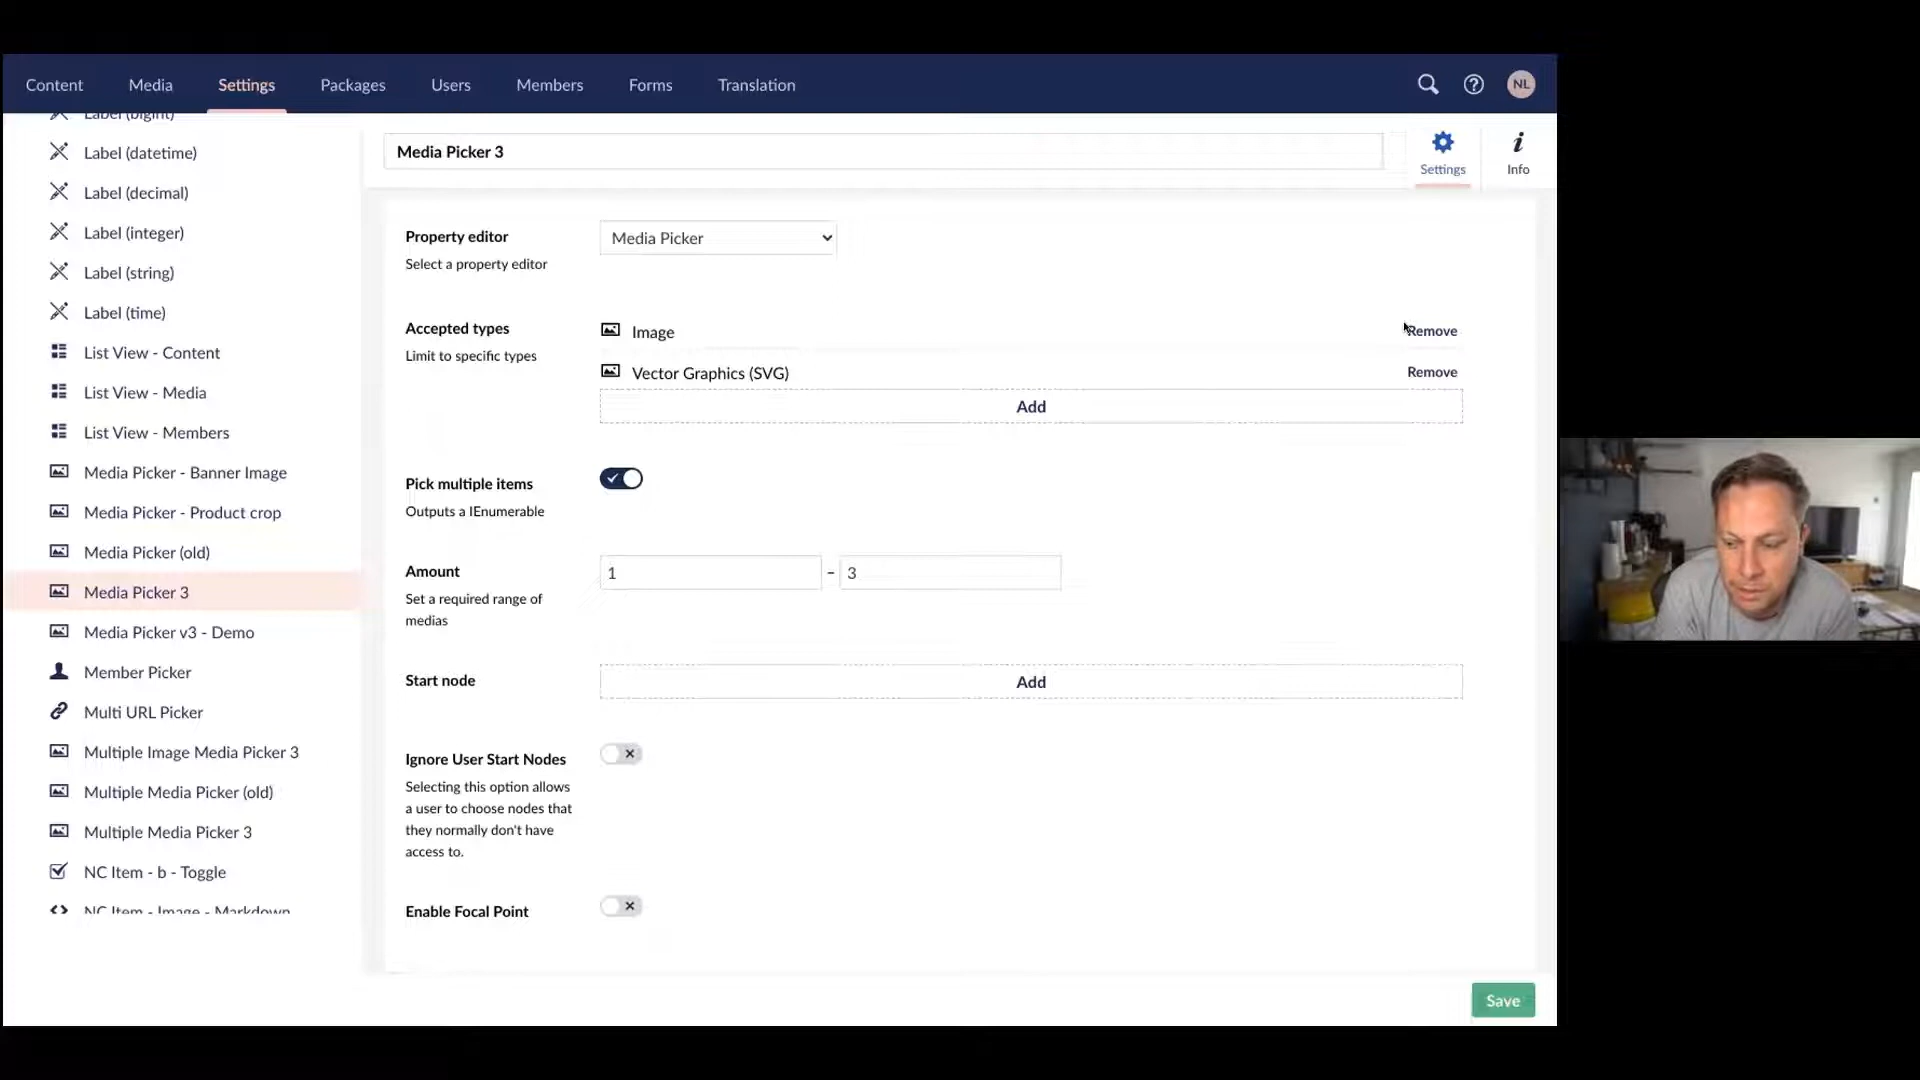 Content Media Settings Packages Users Members Forms Translation NL
Label (bigint)
Label (datetime)
Label (decimal)
Label (integer)
Label (string)
Label (time)
List View - Content
List View - Media
List View - Members
Media Picker - Banner Image
Media Picker - Product crop
Media Picker (old)
Media Picker 3
Media Picker v3 - Demo
Member Picker
Multi URL Picker
Multiple Image Media Picker 3
Multiple Media Picker (old)
Multiple Media Picker 3
NC Item - b - Toggle
NC Item - Image - Markdown
Media Picker 3
Settings
Info
Property editor
Select a property editor
Media Picker
Accepted types
Limit to specific types
Image Remove
Vector Graphics (SVG) Remove
Add
Pick multiple items
Outputs a IEnumerable
Amount
Set a required range of
medias
1 - 3
Start node
Add
Ignore User Start Nodes
Selecting this option allows
a user to choose nodes that
they normally don't have
access to.
Enable Focal Point
Save